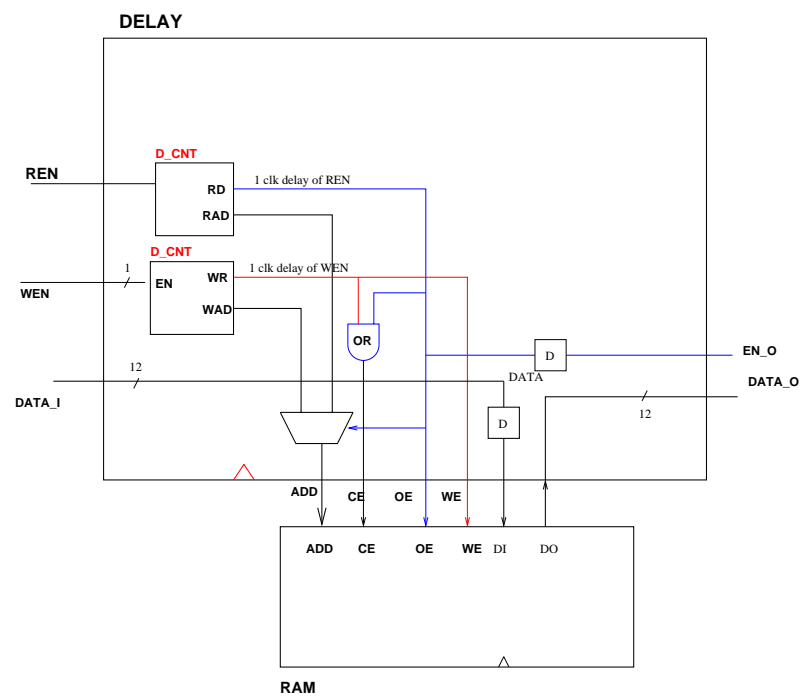 DELAY
D_CNT
REN
RD
1 clk delay of REN
RAD
D_CNT
WEN
1
EN
WR
1 clk delay of WEN
WAD
OR
D
EN_O
12
DATA
DATA_I
DATA_O
12
D
ADD
CE
OE
WE
ADD
CE
OE
WE
DI
DO
RAM